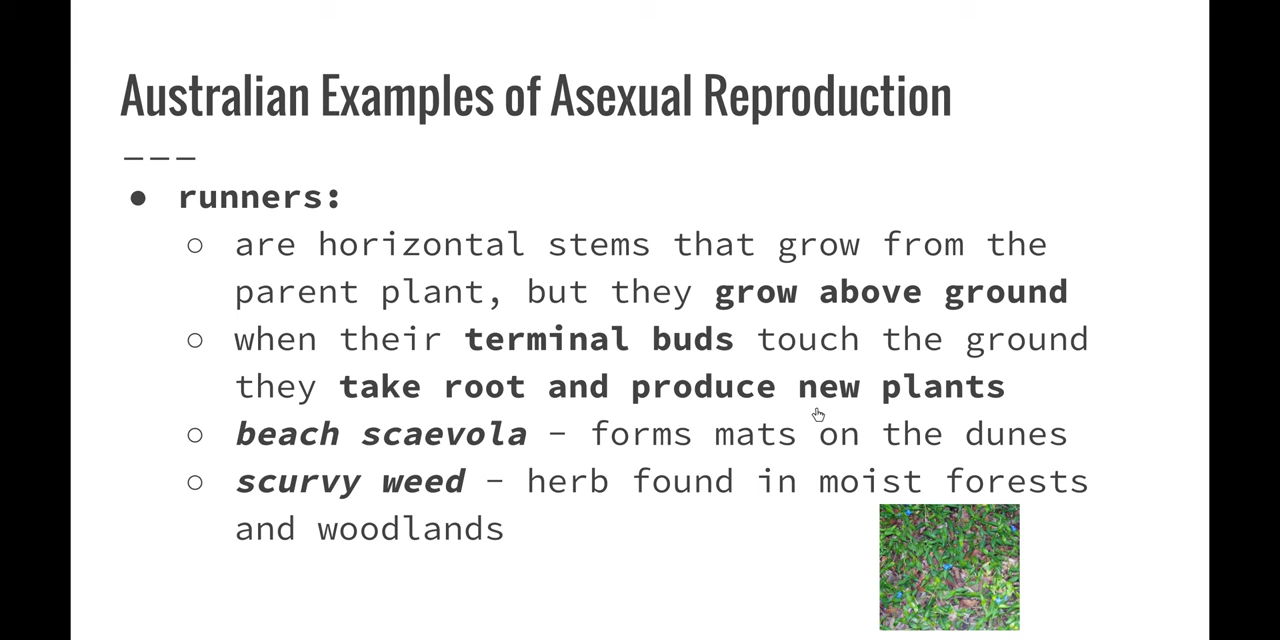 Australian Examples of Asexual Reproduction
___
● runners:
○ are horizontal stems that grow from the
parent plant, but they grow above ground
○ when their terminal buds touch the ground
they take root and produce new plants
○ beach scaevola – forms mats on the dunes
○ scurvy weed – herb found in moist forests
and woodlands